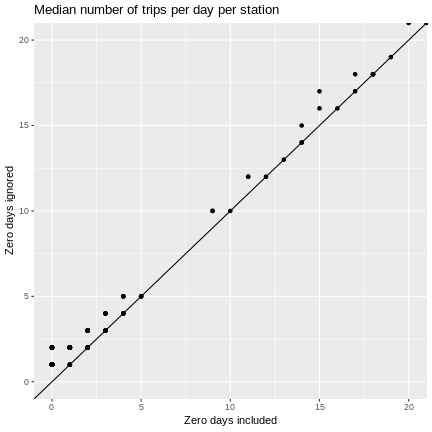 Median number of trips per day per station
Zero days ignored
20
15
10
5
0
0 5 10 15 20
Zero days included